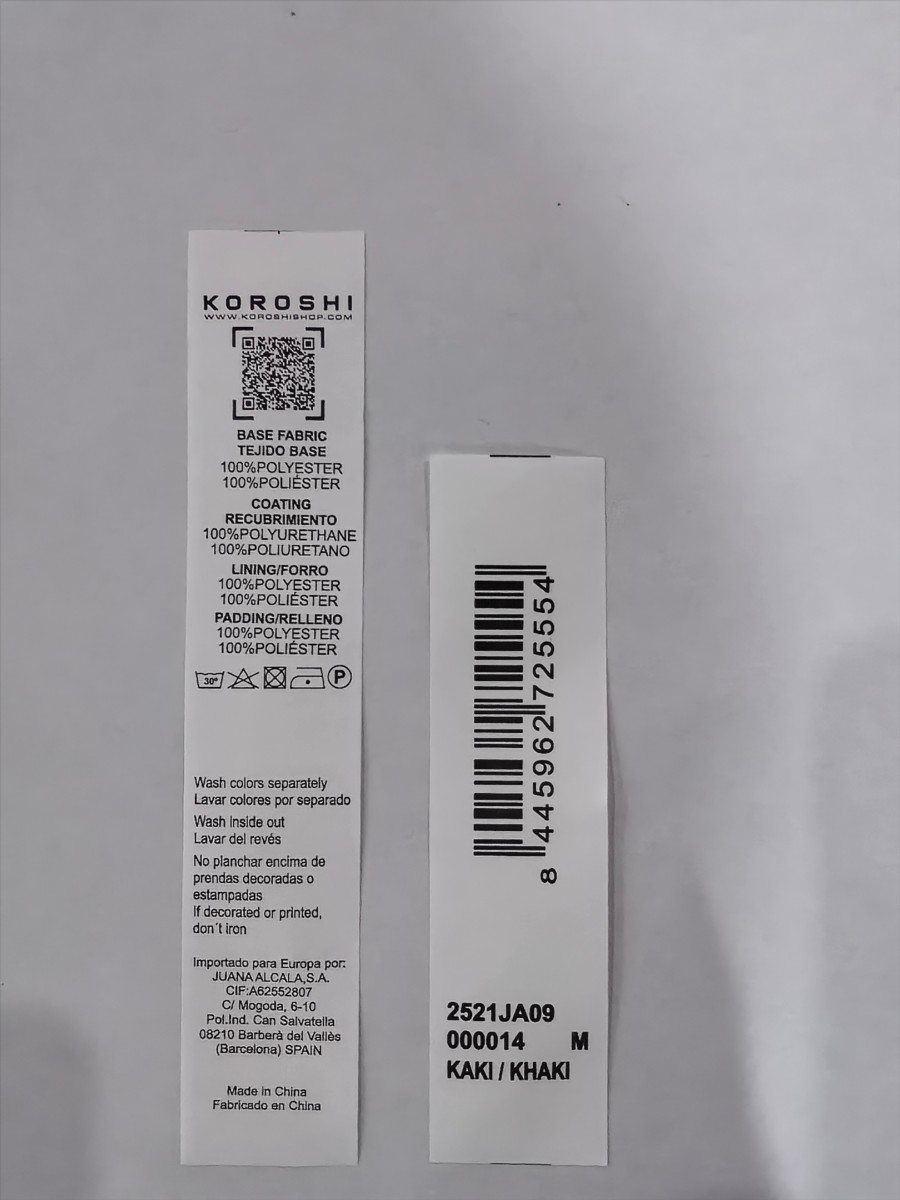 KOROSHI
WWW.KOROSHISHOP.COM
BASE FABRIC
TEJIDO BASE
100%POLYESTER
100%POLIÉSTER
COATING
RECUBRIMIENTO
100%POLYURETHANE
100%POLIURETANO
LINING/FORRO
100%POLYESTER
100%POLIÉSTER
PADDING/RELLENO
100%POLYESTER
100%POLIÉSTER
30° P
Wash colors separately
Lavar colores por separado
Wash inside out
Lavar del revés
No planchar encima de
prendas decoradas o
estampadas
If decorated or printed,
don´t iron
Importado para Europa por:
JUANA ALCALA,S.A.
CIF:A62552807
C/ Mogoda, 6-10
Pol.Ind. Can Salvatella
08210 Barberà del Vallès
(Barcelona) SPAIN
Made in China
Fabricado en China
8 445962 725554
2521JA09
000014 M
KAKI / KHAKI